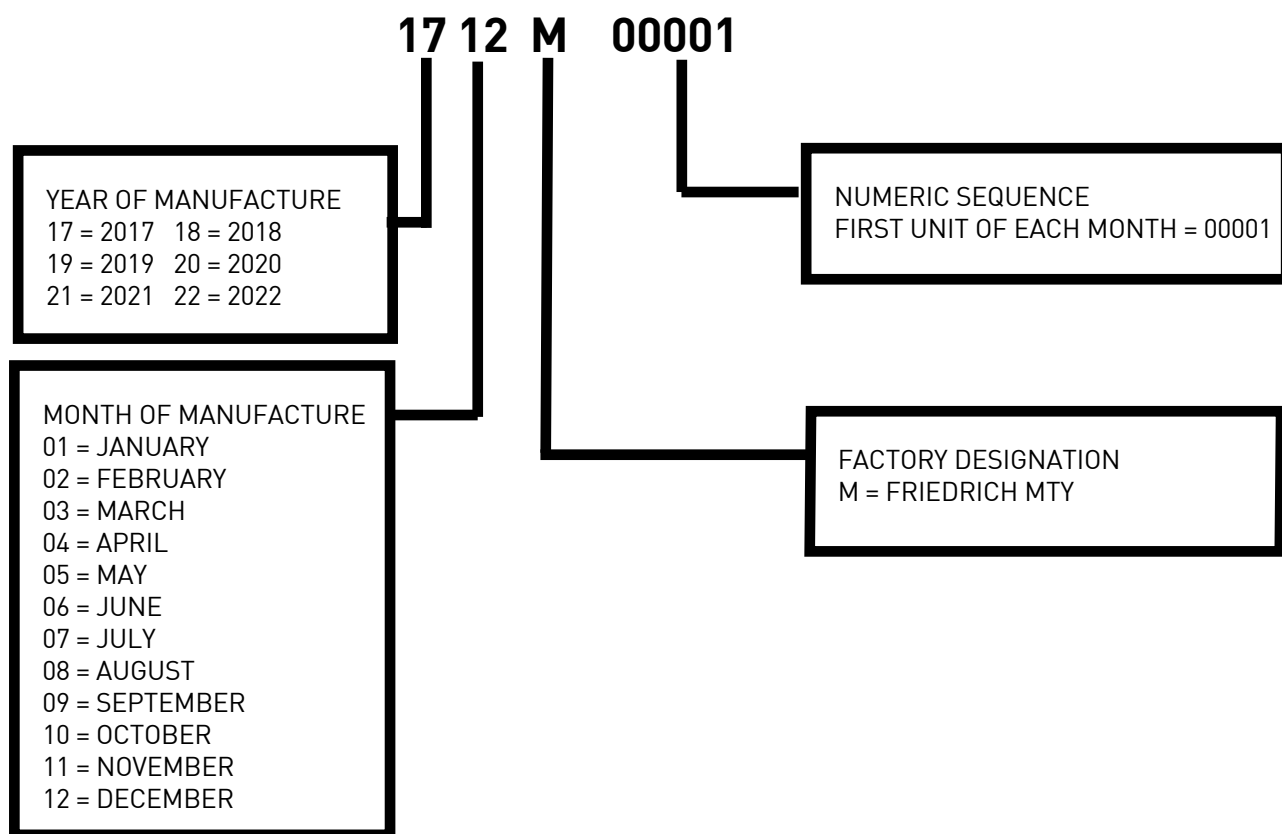 17 12 M 00001
YEAR OF MANUFACTURE
17 = 2017 18 = 2018
19 = 2019 20 = 2020
21 = 2021 22 = 2022
MONTH OF MANUFACTURE
01 = JANUARY
02 = FEBRUARY
03 = MARCH
04 = APRIL
05 = MAY
06 = JUNE
07 = JULY
08 = AUGUST
09 = SEPTEMBER
10 = OCTOBER
11 = NOVEMBER
12 = DECEMBER
NUMERIC SEQUENCE
FIRST UNIT OF EACH MONTH = 00001
FACTORY DESIGNATION
M = FRIEDRICH MTY